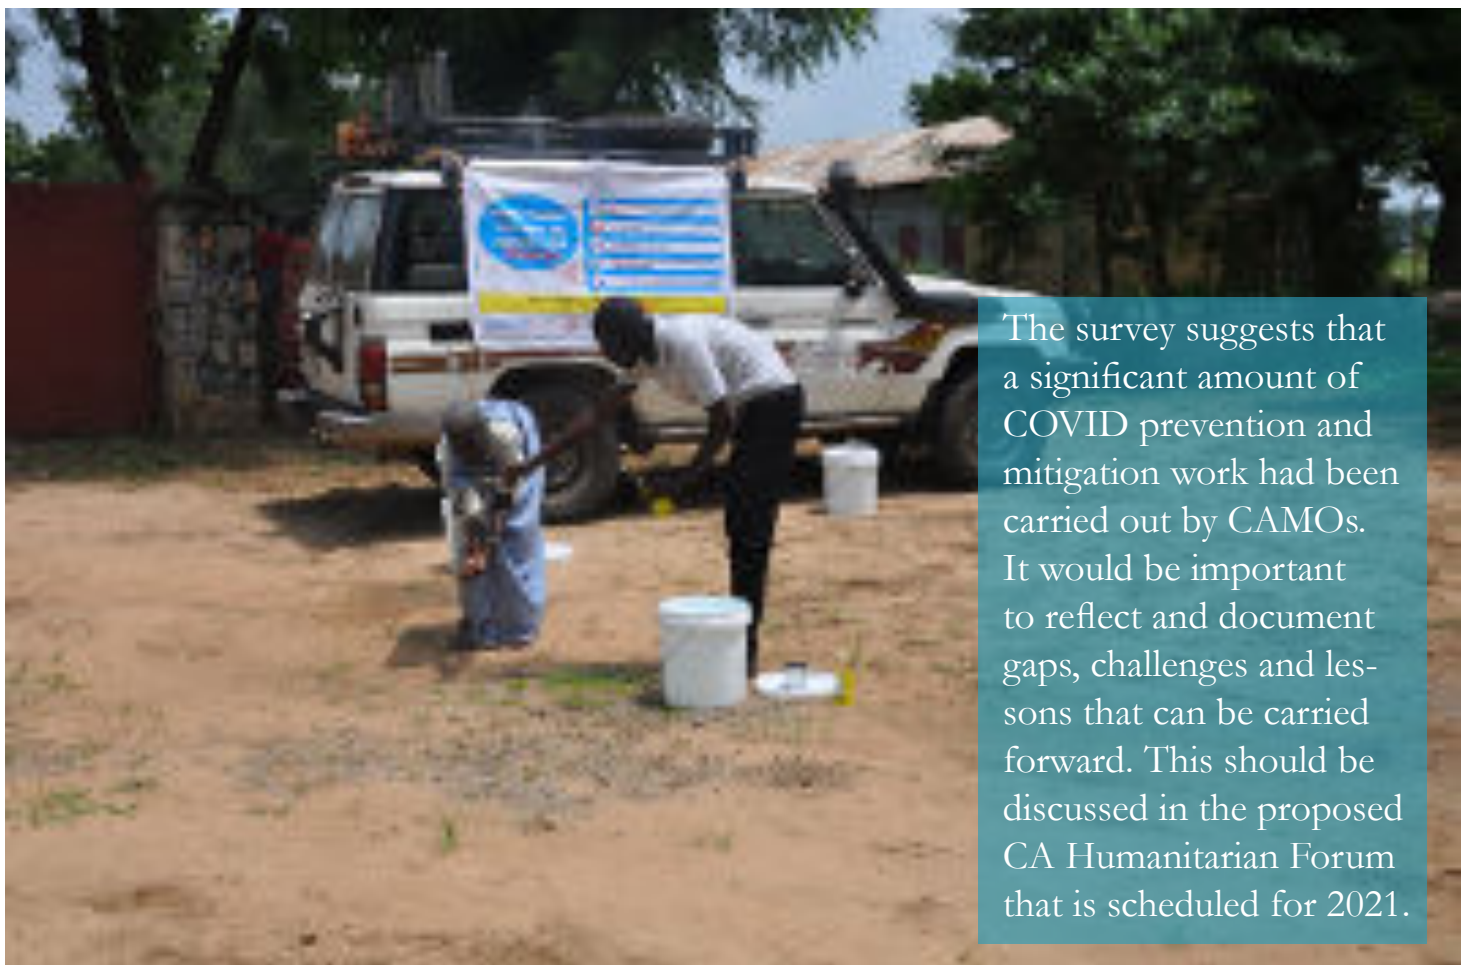 The survey suggests that
a significant amount of
COVID prevention and
mitigation work had been
carried out by CAMOs.
It would be important
to reflect and document
gaps, challenges and les-
sons that can be carried
forward. This should be
discussed in the proposed
CA Humanitarian Forum
that is scheduled for 2021.